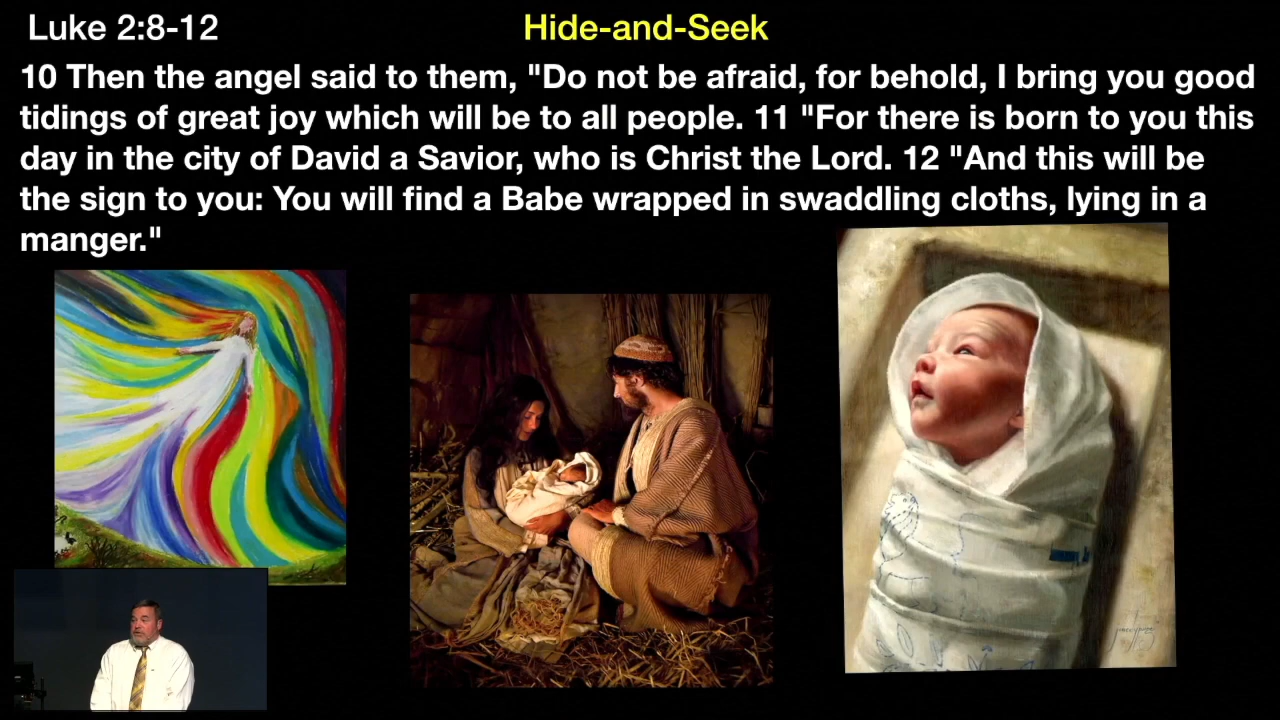 Luke 2:8-12
Hide-and-Seek
10 Then the angel said to them, "Do not be afraid, for behold, I bring you good
tidings of great joy which will be to all people. 11 "For there is born to you this
day in the city of David a Savior, who is Christ the Lord. 12 "And this will be
the sign to you: You will find a Babe wrapped in swaddling cloths, lying in a
manger."